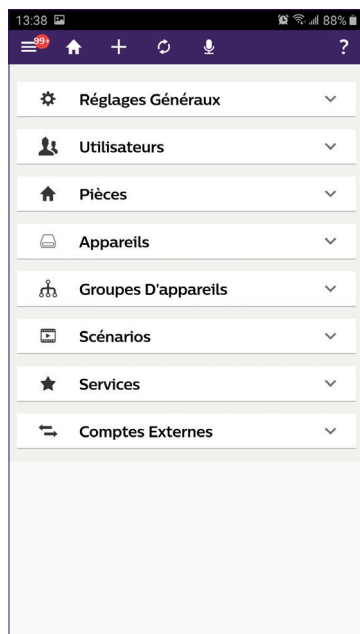 13:38 88%
99+ ?
Réglages Généraux
Utilisateurs
Pièces
Appareils
Groupes D'appareils
Scénarios
Services
Comptes Externes